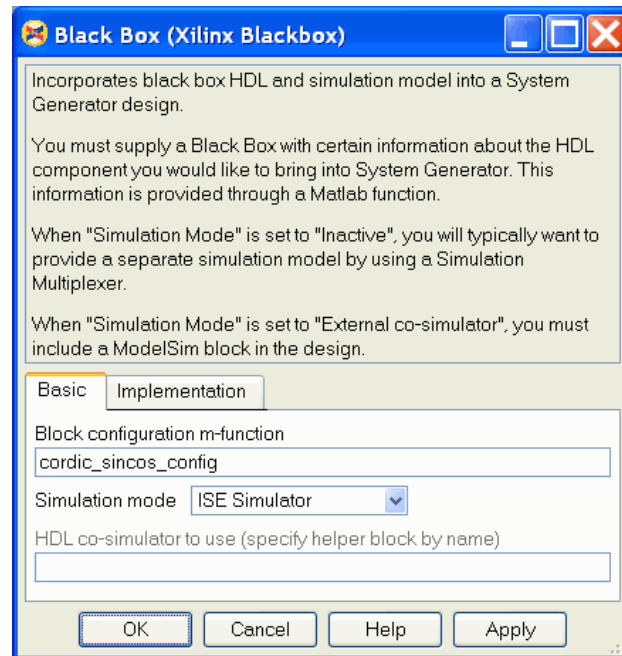 Black Box (Xilinx Blackbox)
Incorporates black box HDL and simulation model into a System
Generator design.
You must supply a Black Box with certain information about the HDL
component you would like to bring into System Generator. This
information is provided through a Matlab function.
When "Simulation Mode" is set to "Inactive", you will typically want to
provide a separate simulation model by using a Simulation
Multiplexer.
When "Simulation Mode" is set to "External co-simulator", you must
include a ModelSim block in the design.
Basic Implementation
Block configuration m-function
cordic_sincos_config
Simulation mode ISE Simulator
HDL co-simulator to use (specify helper block by name)
OK Cancel Help Apply